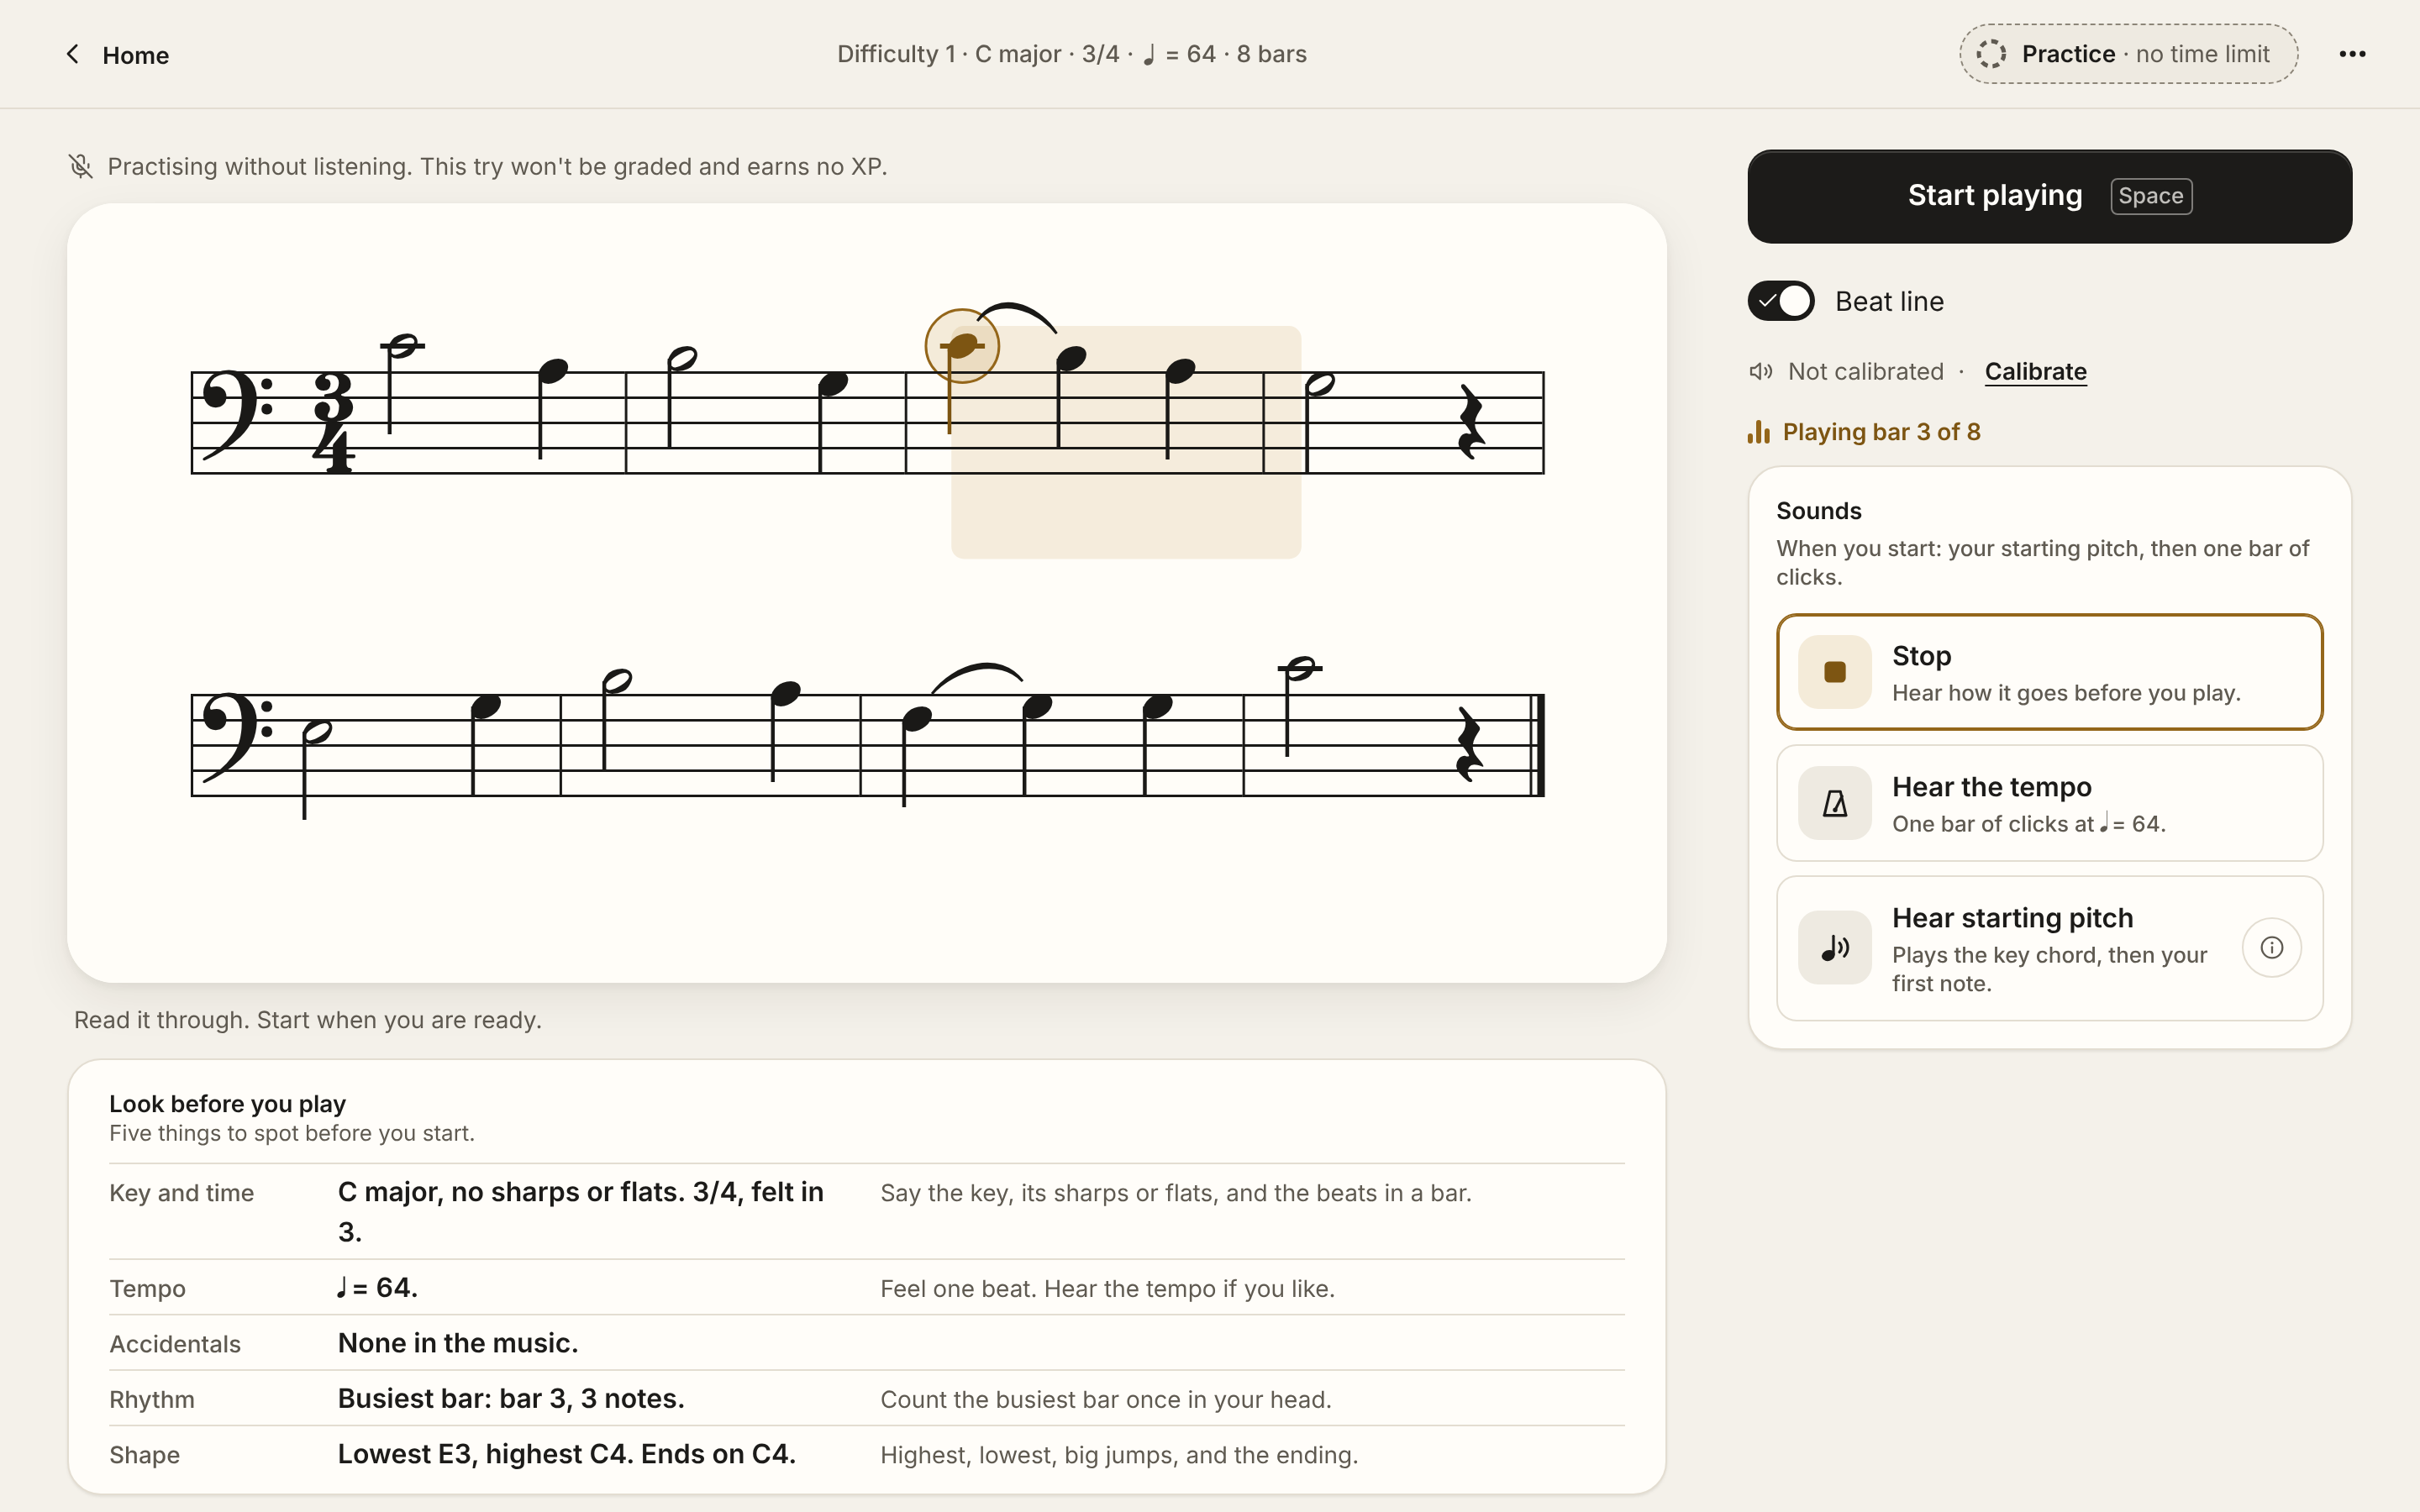 Home
Difficulty 1 · C major · 3/4 · ♩ = 64 · 8 bars
Practice · no time limit
Practising without listening. This try won't be graded and earns no XP.
3
4
Read it through. Start when you are ready.
Look before you play
Five things to spot before you start.
Key and time
C major, no sharps or flats. 3/4, felt in
3.
Say the key, its sharps or flats, and the beats in a bar.
Tempo
♩ = 64.
Feel one beat. Hear the tempo if you like.
Accidentals
None in the music.
Rhythm
Busiest bar: bar 3, 3 notes.
Count the busiest bar once in your head.
Shape
Lowest E3, highest C4. Ends on C4.
Highest, lowest, big jumps, and the ending.
Start playing Space
Beat line
Not calibrated · Calibrate
Playing bar 3 of 8
Sounds
When you start: your starting pitch, then one bar of
clicks.
Stop
Hear how it goes before you play.
Hear the tempo
One bar of clicks at ♩ = 64.
Hear starting pitch
Plays the key chord, then your
first note.